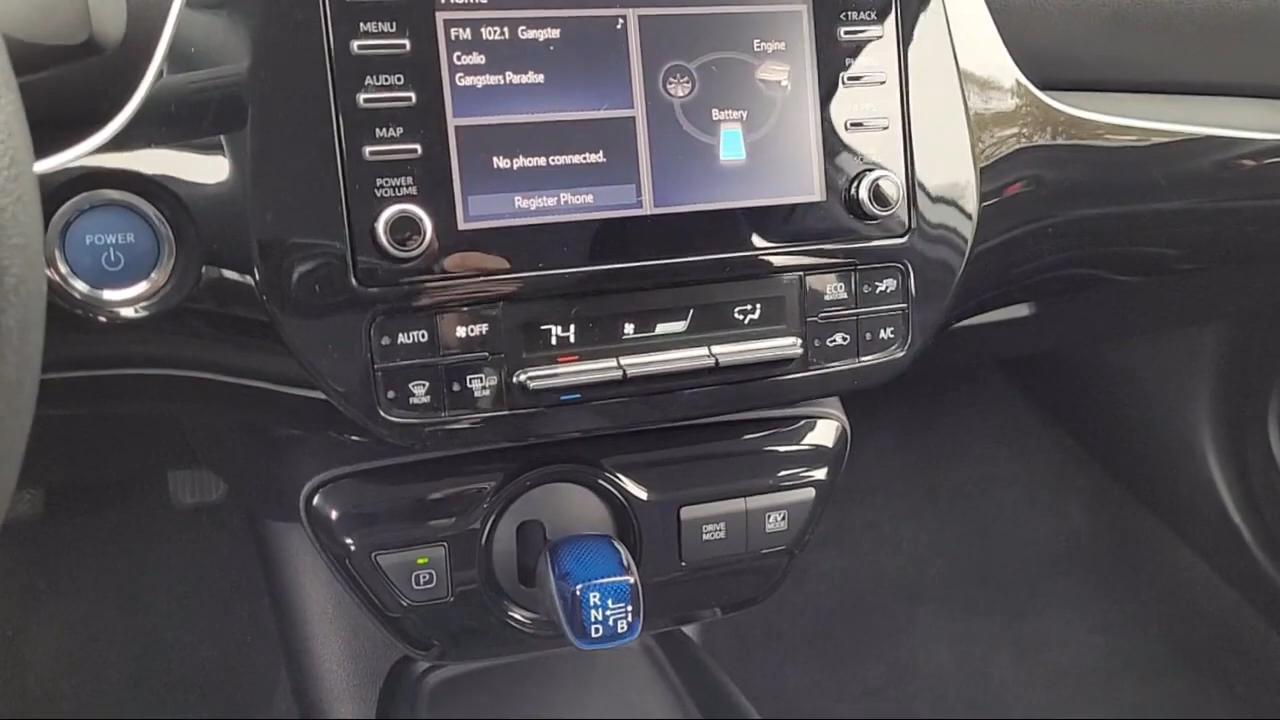 MENU
AUDIO
MAP
POWER
VOLUME
FM 102.1 Gangster
Coolio
Gangsters Paradise
No phone connected.
Register Phone
Engine
Battery
<TRACK
POWER
AUTO
OFF
FRONT
REAR
74
ECO
A/C
P
DRIVE
MODE
EV
MODE
R
N
D B